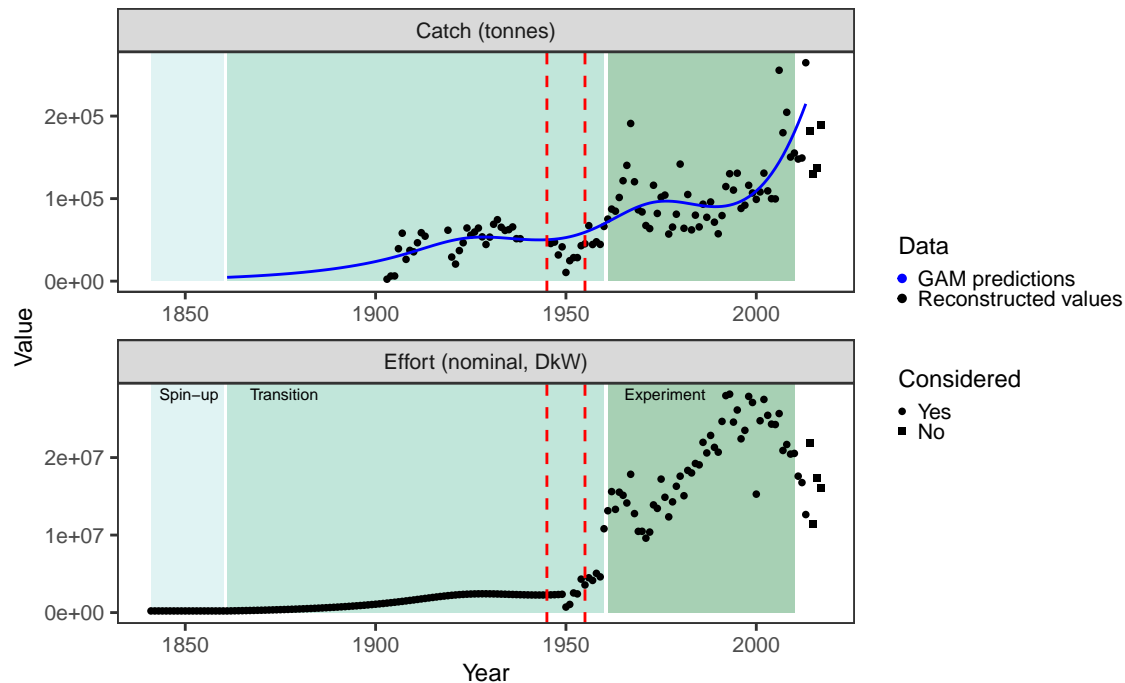 Catch (tonnes)
2e+05
1e+05
0e+00
1850 1900 1950 2000
Value
Effort (nominal, DkW)
Spin−up Transition Experiment
2e+07
1e+07
0e+00
1850 1900 1950 2000
Year
Data
GAM predictions
Reconstructed values
Considered
Yes
No